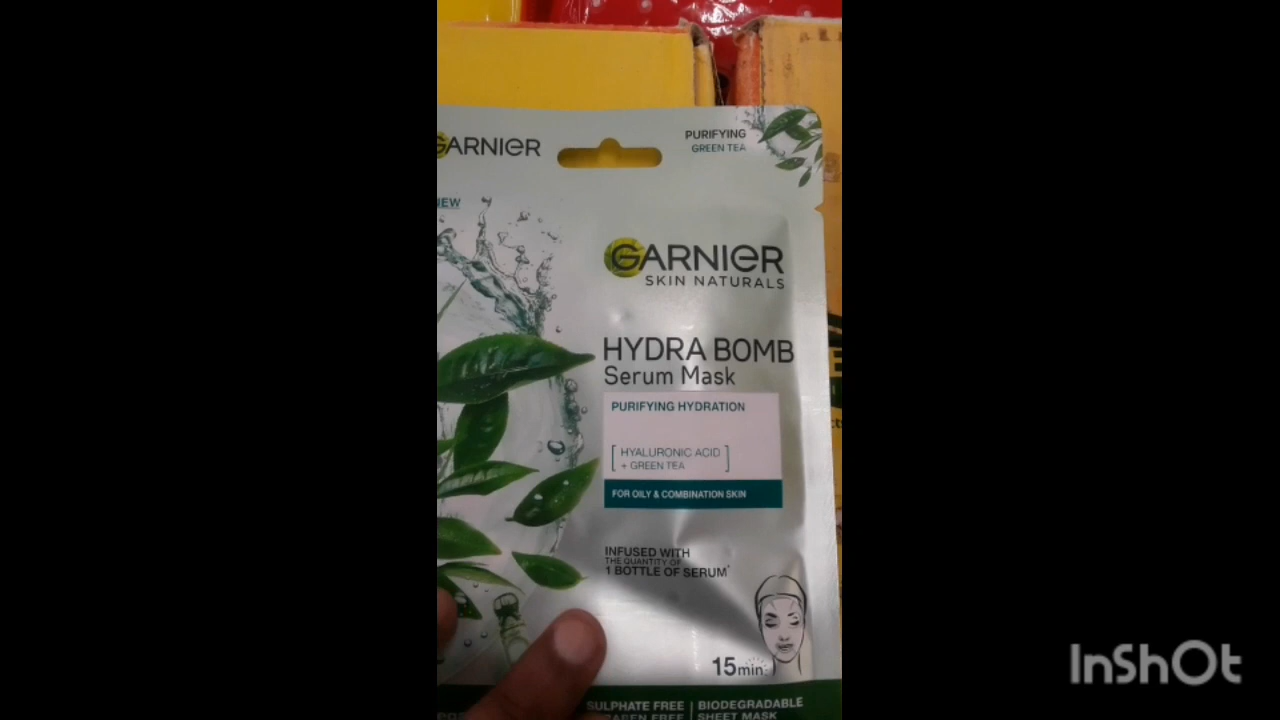 GARNIER
PURIFYING
GREEN TEA
NEW
GARNIER
SKIN NATURALS
HYDRA BOMB
Serum Mask
PURIFYING HYDRATION
[ HYALURONIC ACID
+ GREEN TEA ]
FOR OILY & COMBINATION SKIN
INFUSED WITH
THE QUANTITY OF
1 BOTTLE OF SERUM*
15min
SULPHATE FREE | BIODEGRADABLE
PARABEN FREE | SHEET MASK
InShOt